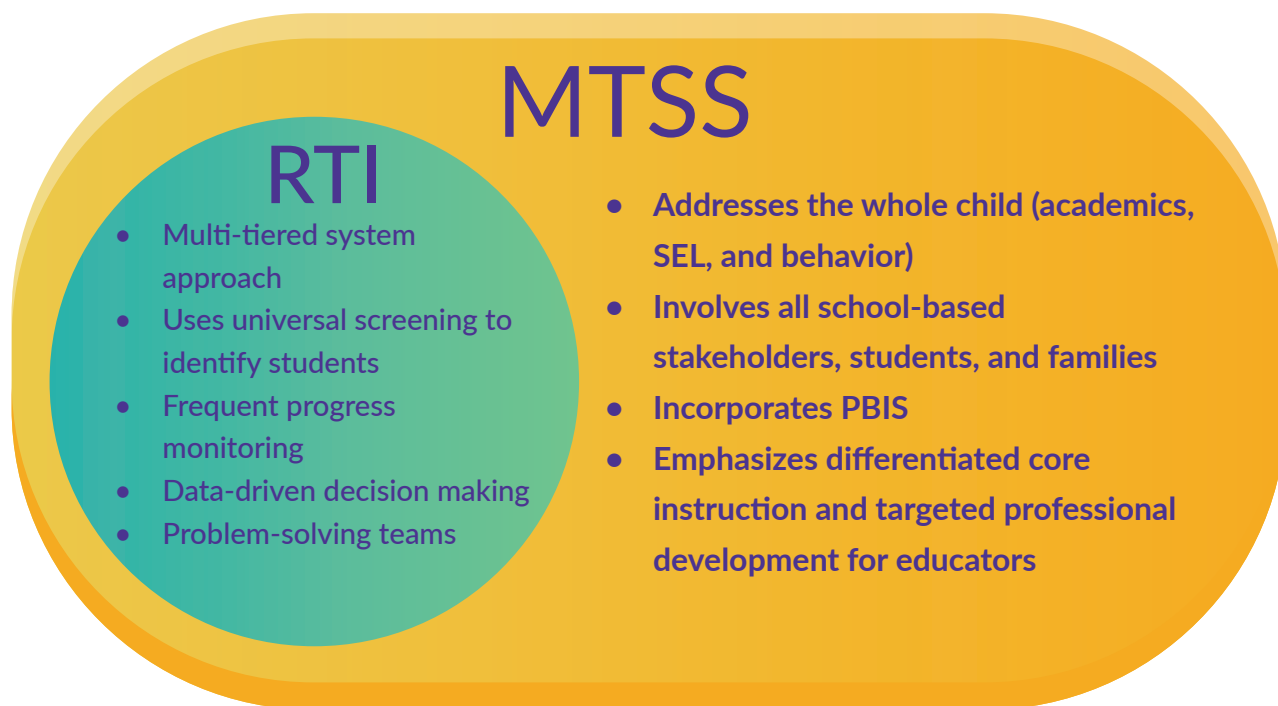 MTSS
RTI
● Multi-tiered system
approach
● Uses universal screening to
identify students
● Frequent progress
monitoring
● Data-driven decision making
● Problem-solving teams
● Addresses the whole child (academics,
SEL, and behavior)
● Involves all school-based
stakeholders, students, and families
● Incorporates PBIS
● Emphasizes differentiated core
instruction and targeted professional
development for educators